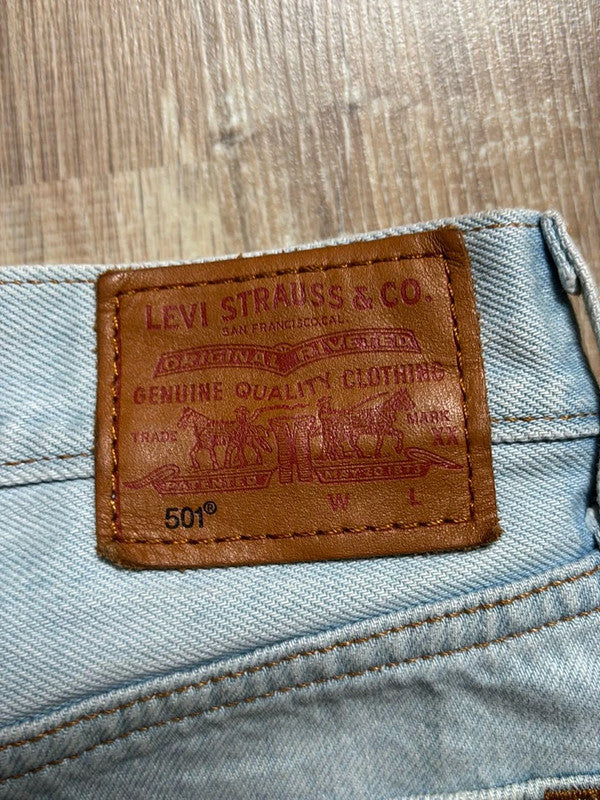 LEVI STRAUSS & CO.
SAN FRANCISCO, CAL.
ORIGINAL RIVETED
GENUINE QUALITY CLOTHING
TRADE MARK
XX
PATENTED
501® W L